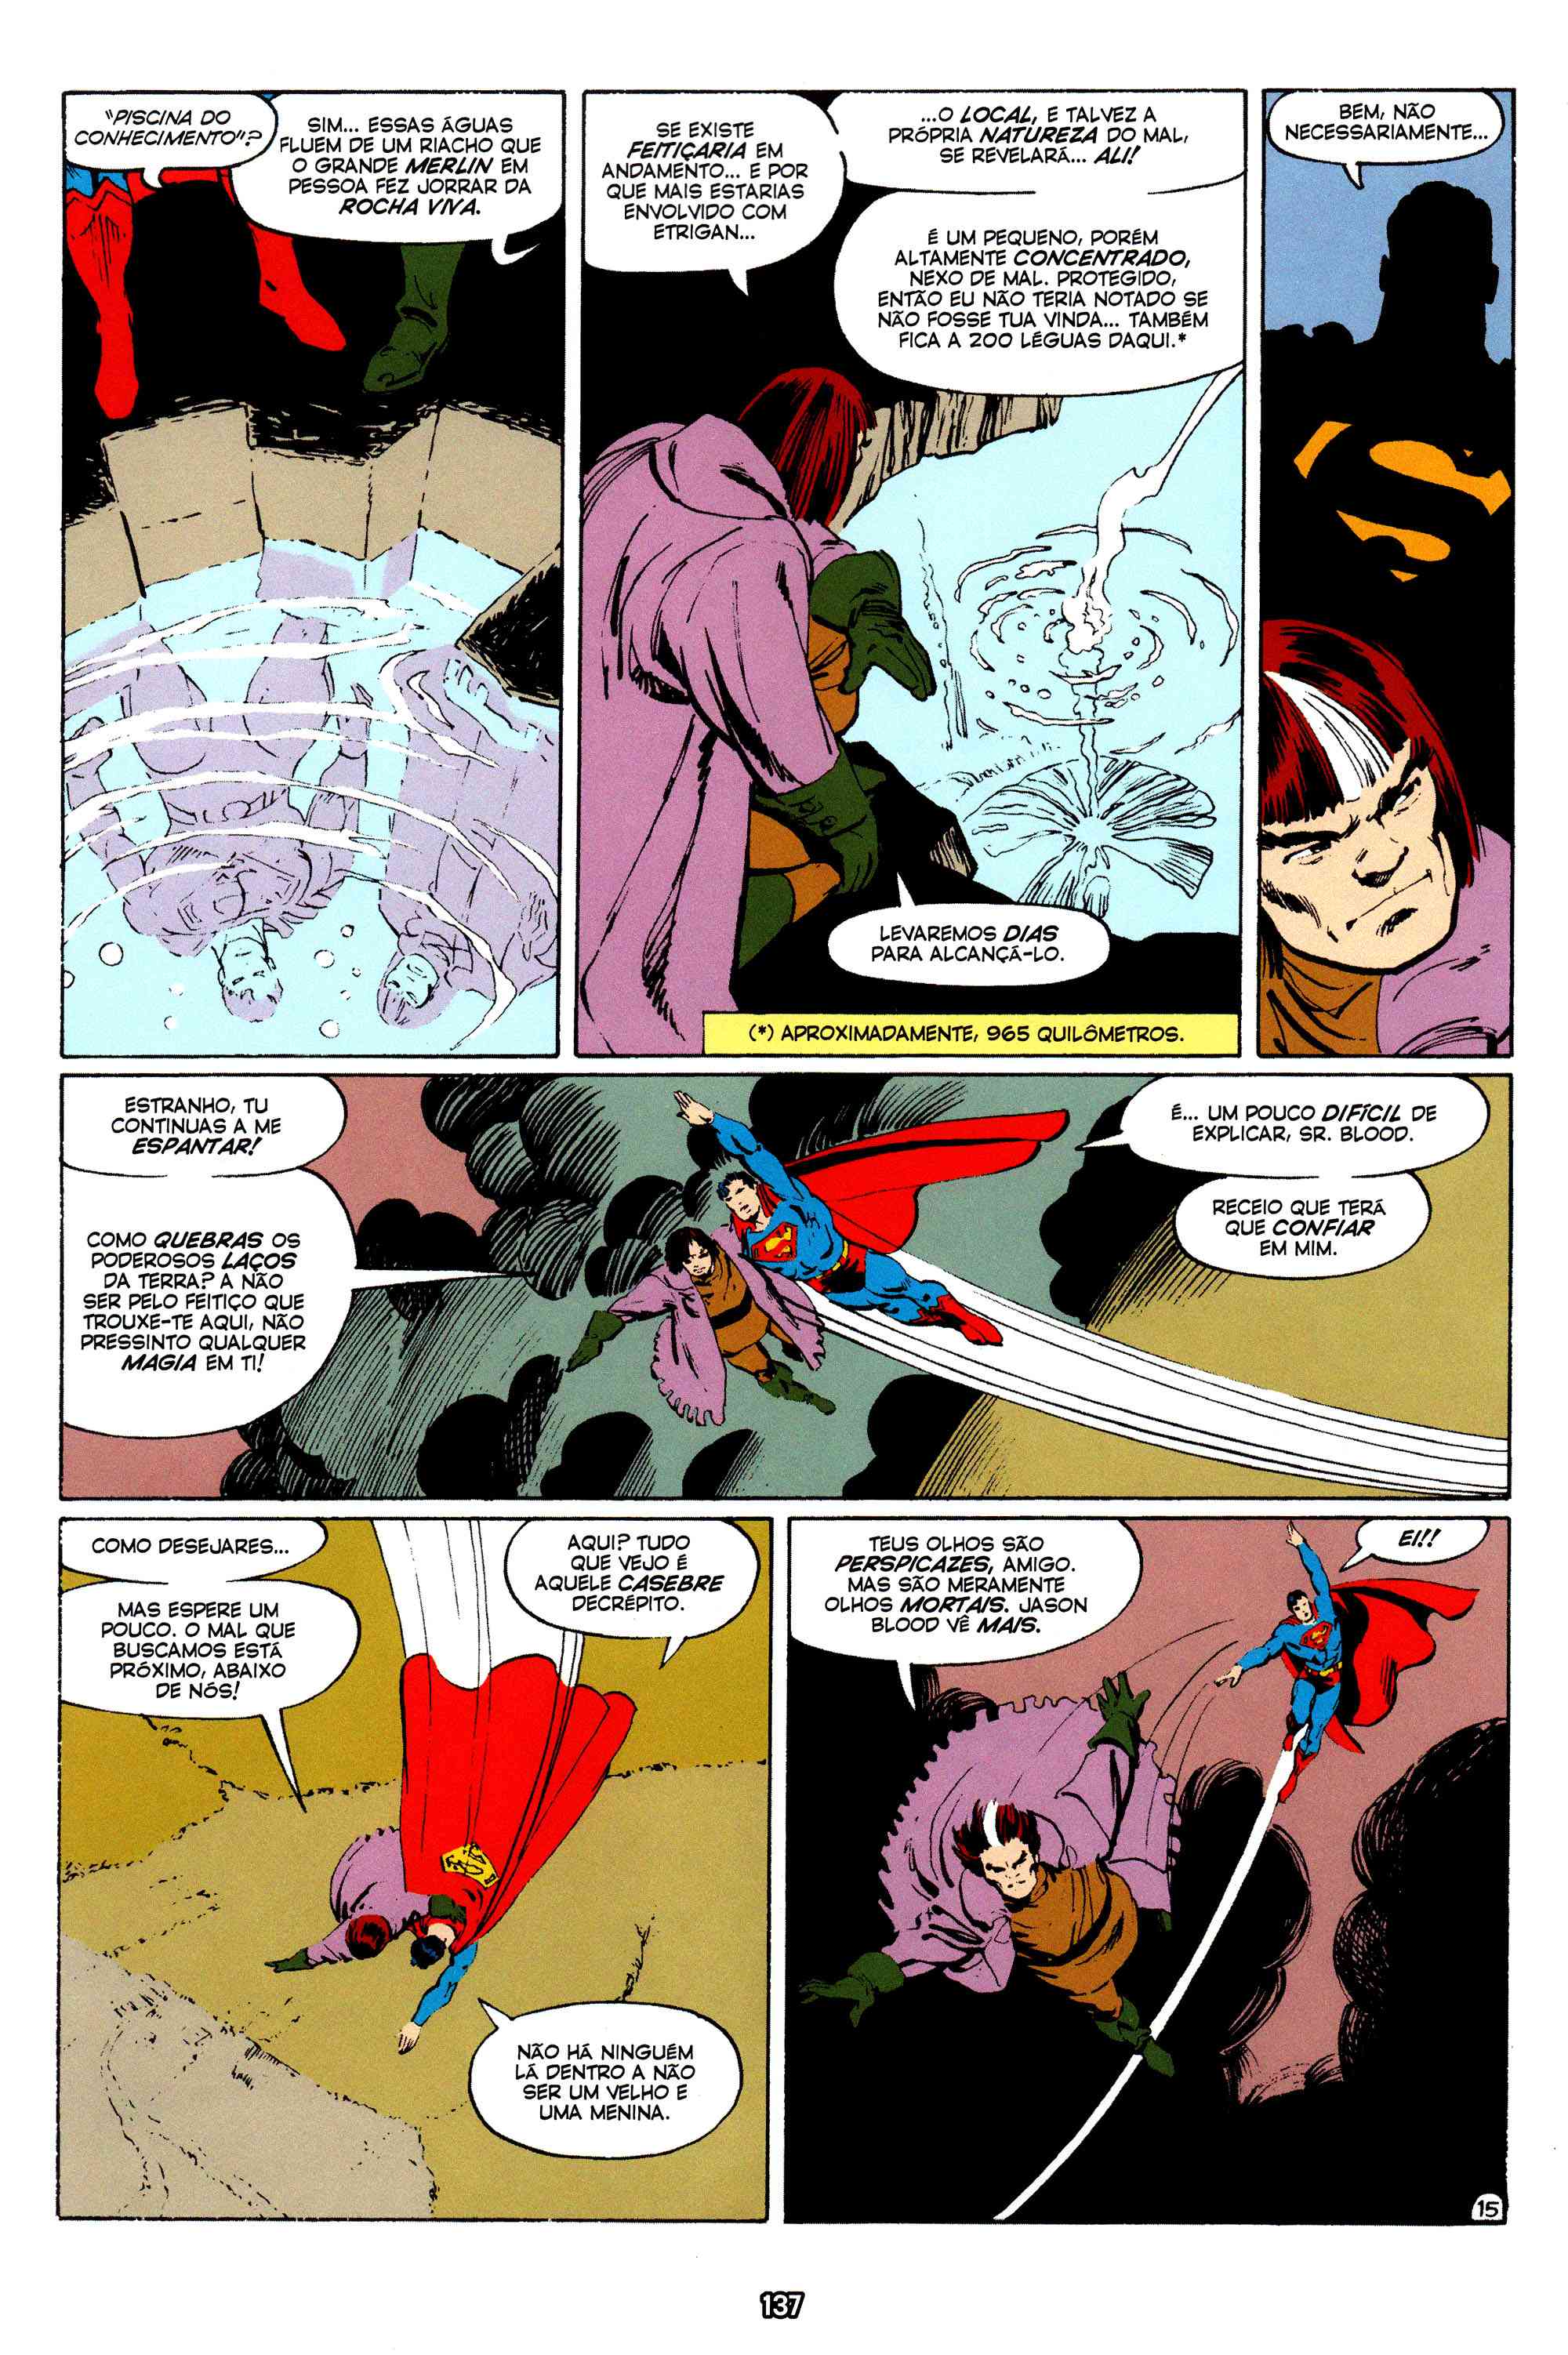 "PISCINA DO
CONHECIMENTO"?
SIM... ESSAS ÁGUAS
FLUEM DE UM RIACHO QUE
O GRANDE MERLIN EM
PESSOA FEZ JORRAR DA
ROCHA VIVA.
SE EXISTE
FEITIÇARIA EM
ANDAMENTO... E POR
QUE MAIS ESTARIAS
ENVOLVIDO COM
ETRIGAN...
...O LOCAL, E TALVEZ A
PRÓPRIA NATUREZA DO MAL,
SE REVELARÁ... ALI!
É UM PEQUENO, PORÉM
ALTAMENTE CONCENTRADO,
NEXO DE MAL. PROTEGIDO,
ENTÃO EU NÃO TERIA NOTADO SE
NÃO FOSSE TUA VINDA... TAMBÉM
FICA A 200 LÉGUAS DAQUI.*
LEVAREMOS DIAS
PARA ALCANÇÁ-LO.
(*) APROXIMADAMENTE, 965 QUILÔMETROS.
BEM, NÃO
NECESSARIAMENTE...
ESTRANHO, TU
CONTINUAS A ME
ESPANTAR!
COMO QUEBRAS OS
PODEROSOS LAÇOS
DA TERRA? A NÃO
SER PELO FEITIÇO QUE
TROUXE-TE AQUI, NÃO
PRESSINTO QUALQUER
MAGIA EM TI!
É... UM POUCO DIFÍCIL DE
EXPLICAR, SR. BLOOD.
RECEIO QUE TERÁ
QUE CONFIAR
EM MIM.
COMO DESEJARES...
MAS ESPERE UM
POUCO. O MAL QUE
BUSCAMOS ESTÁ
PRÓXIMO, ABAIXO
DE NÓS!
AQUI? TUDO
QUE VEJO É
AQUELE CASEBRE
DECRÉPITO.
NÃO HÁ NINGUÉM
LÁ DENTRO A NÃO
SER UM VELHO E
UMA MENINA.
TEUS OLHOS SÃO
PERSPICAZES, AMIGO.
MAS SÃO MERAMENTE
OLHOS MORTAIS. JASON
BLOOD VÊ MAIS.
EI!!
15
137